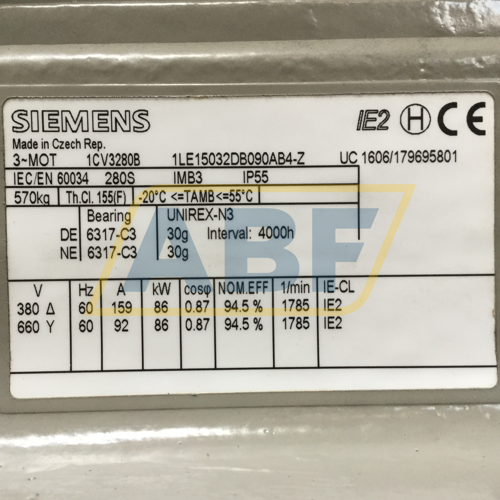 SIEMENS IE2 H CE
Made in Czech Rep.
3~MOT 1CV3280B 1LE15032DB090AB4-Z UC 1606/179695801
IEC/EN 60034 280S IMB3 IP55
570kg Th.Cl. 155(F) -20°C <=TAMB<=55°C
Bearing UNIREX-N3
DE 6317-C3 30g Interval: 4000h
NE 6317-C3 30g
ABF
V Hz A kW cosφ NOM.EFF 1/min IE-CL
380 Δ 60 159 86 0.87 94.5 % 1785 IE2
660 Y 60 92 86 0.87 94.5 % 1785 IE2